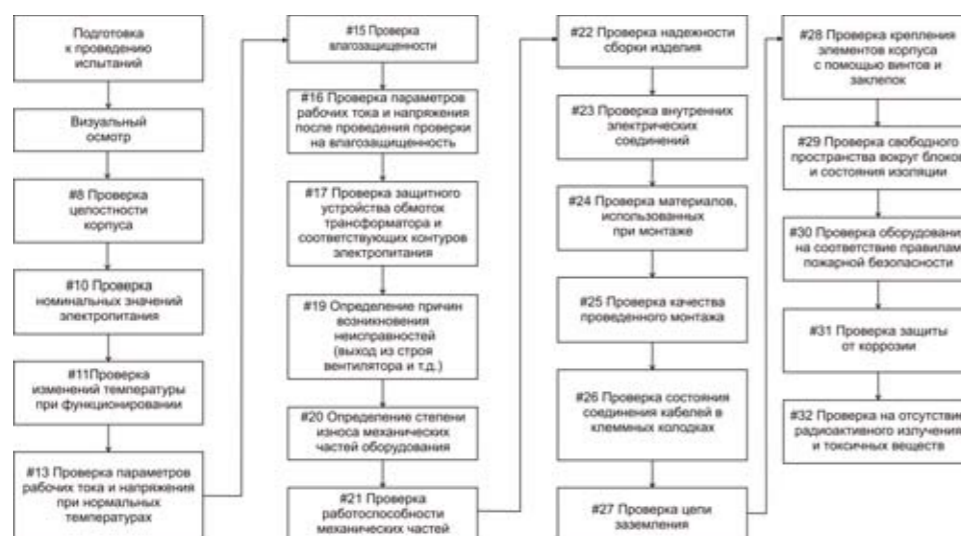 Подготовка
к проведению
испытаний
Визуальный
осмотр
#8 Проверка
целостности
корпуса
#10 Проверка
номинальных значений
электропитания
#11Проверка
изменений температуры
при функционировании
#13 Проверка параметров
рабочих тока и напряжения
при нормальных
температурах
#15 Проверка
влагозащищенности
#16 Проверка параметров
рабочих тока и напряжения
после проведения проверки
на влагозащищенность
#17 Проверка защитного
устройства обмоток
трансформатора и
соответствующих контуров
электропитания
#19 Определение причин
возникновения
неисправностей
(выход из строя
вентилятора и т.д.)
#20 Определение степени
износа механических
частей оборудования
#21 Проверка
работоспособности
механических частей
#22 Проверка надежности
сборки изделия
#23 Проверка внутренних
электрических
соединений
#24 Проверка материалов,
использованных
при монтаже
#25 Проверка качества
проведенного монтажа
#26 Проверка состояния
соединения кабелей в
клеммных колодках
#27 Проверка цепи
заземления
#28 Проверка крепления
элементов корпуса
с помощью винтов и
заклепок
#29 Проверка свободного
пространства вокруг блоков
и состояния изоляции
#30 Проверка оборудования
на соответствие правилам
пожарной безопасности
#31 Проверка защиты
от коррозии
#32 Проверка на отсутствие
радиоактивного излучения
и токсичных веществ